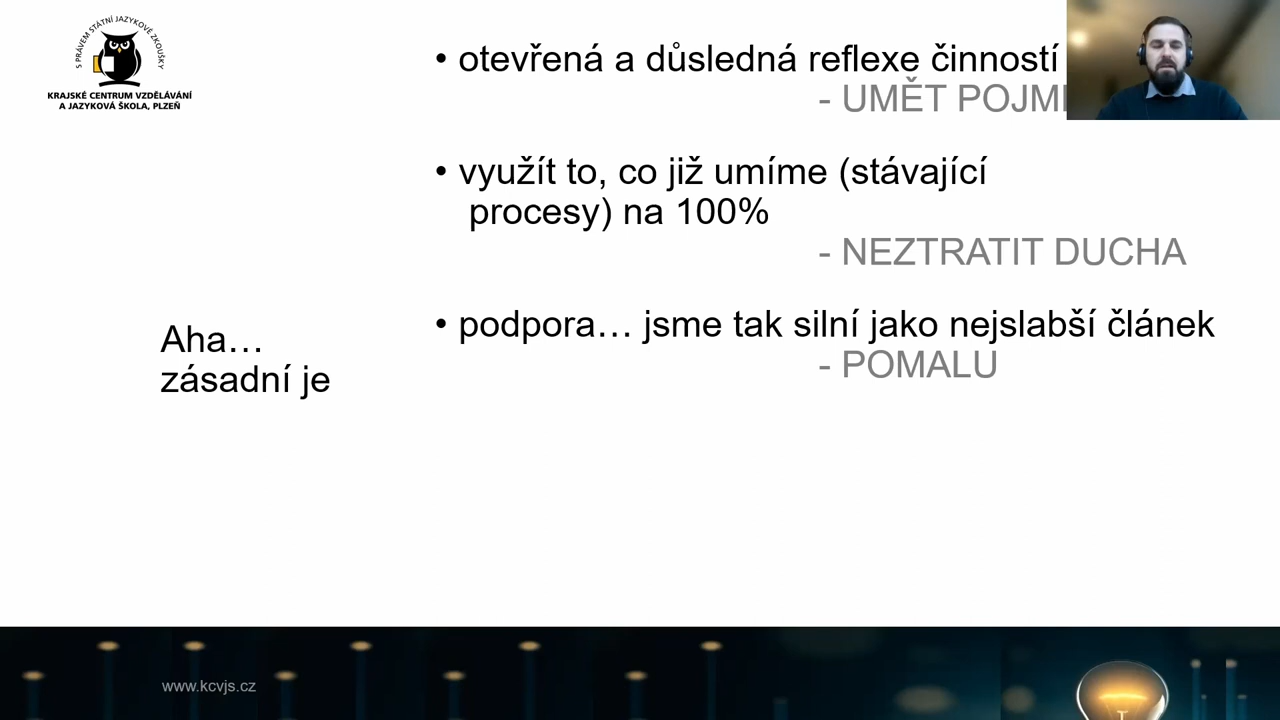 S PRÁVEM STÁTNÍ JAZYKOVÉ ZKOUŠKY
KRAJSKÉ CENTRUM VZDĚLÁVÁNÍ
A JAZYKOVÁ ŠKOLA, PLZEŇ
• otevřená a důsledná reflexe činností
- UMĚT
• využít to, co již umíme (stávající
procesy) na 100%
- NEZTRATIT DUCHA
• podpora… jsme tak silní jako nejslabší článek
- POMALU
Aha…
zásadní je
www.kcvjs.cz